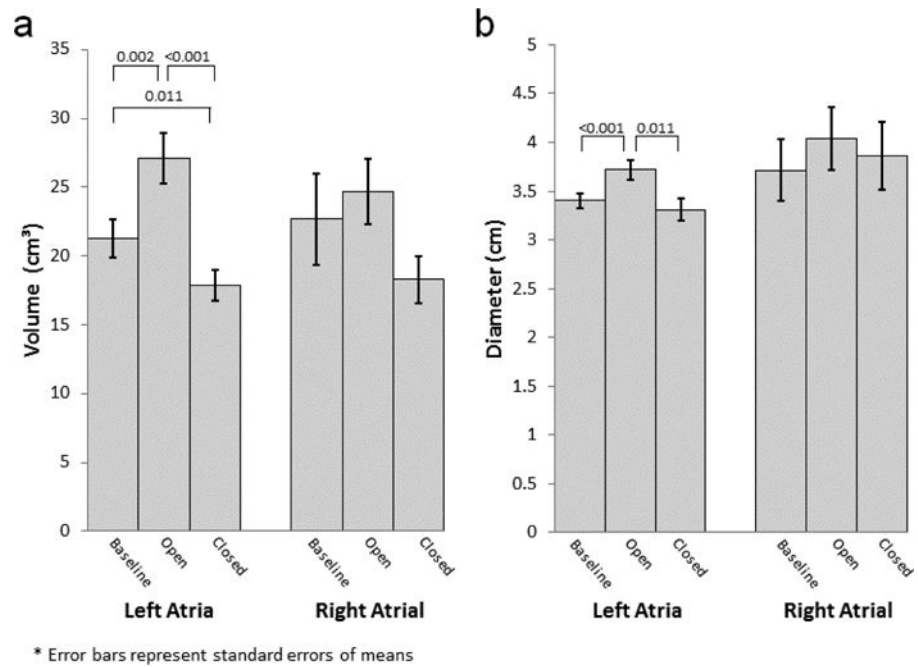 a
35
30
25
20
15
10
5
0
Volume (cm³)
0.002
<0.001
0.011
Baseline
Open
Closed
Left Atria
Baseline
Open
Closed
Right Atrial
b
5
4.5
4
3.5
3
2.5
2
1.5
1
0.5
0
Diameter (cm)
<0.001
0.011
Baseline
Open
Closed
Left Atria
Baseline
Open
Closed
Right Atrial
* Error bars represent standard errors of means